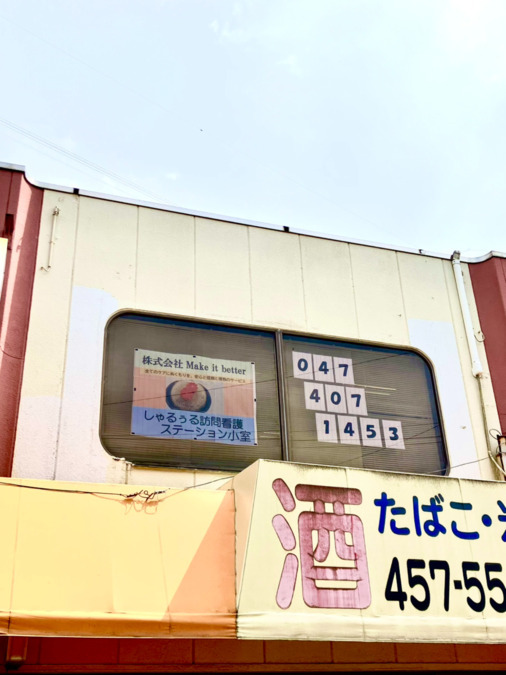 株式会社 Make it better
しゃるぅる訪問看護
ステーション小室
047
407
1453
酒
たばこ・
457-55